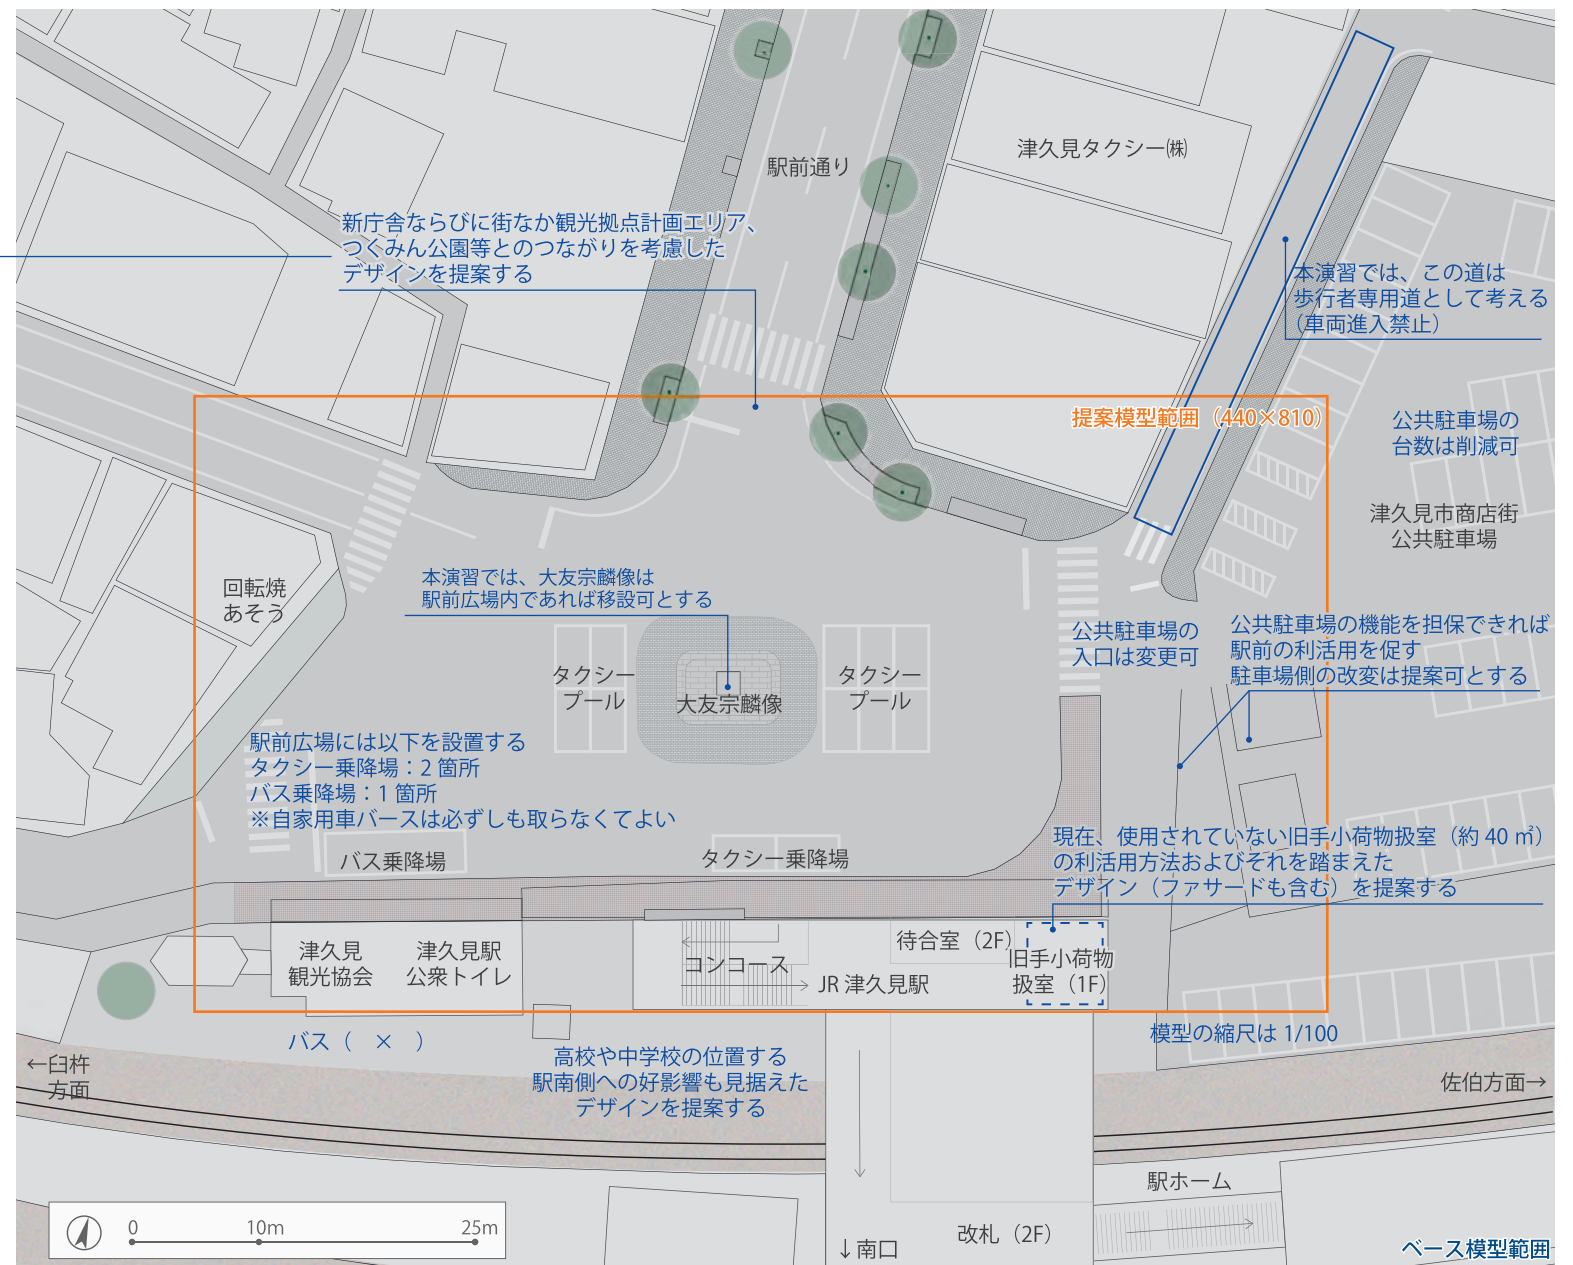 駅前通り
津久見タクシー㈱
新庁舎ならびに街なか観光拠点計画エリア、
つくみん公園等とのつながりを考慮した
デザインを提案する
本演習では、この道は
歩行者専用道として考える
（車両進入禁止）
提案模型範囲（440×810）
公共駐車場の
台数は削減可
津久見市商店街
公共駐車場
回転焼
あそう
本演習では、大友宗麟像は
駅前広場内であれば移設可とする
公共駐車場の
入口は変更可
公共駐車場の機能を担保できれば
駅前の利活用を促す
駐車場側の改変は提案可とする
タクシー
プール
大友宗麟像
タクシー
プール
駅前広場には以下を設置する
タクシー乗降場：2 箇所
バス乗降場：1 箇所
※自家用車バースは必ずしも取らなくてよい
バス乗降場
タクシー乗降場
現在、使用されていない旧手小荷物扱室（約 40 ㎡）
の利活用方法およびそれを踏まえた
デザイン（ファサードも含む）を提案する
津久見
観光協会
津久見駅
公衆トイレ
コンコース
待合室（2F）
JR 津久見駅
旧手小荷物
扱室（1F）
バス（　×　）
模型の縮尺は 1/100
←臼杵
方面
高校や中学校の位置する
駅南側への好影響も見据えた
デザインを提案する
佐伯方面→
駅ホーム
改札（2F）
↓南口
0 10m 25m
ベース模型範囲